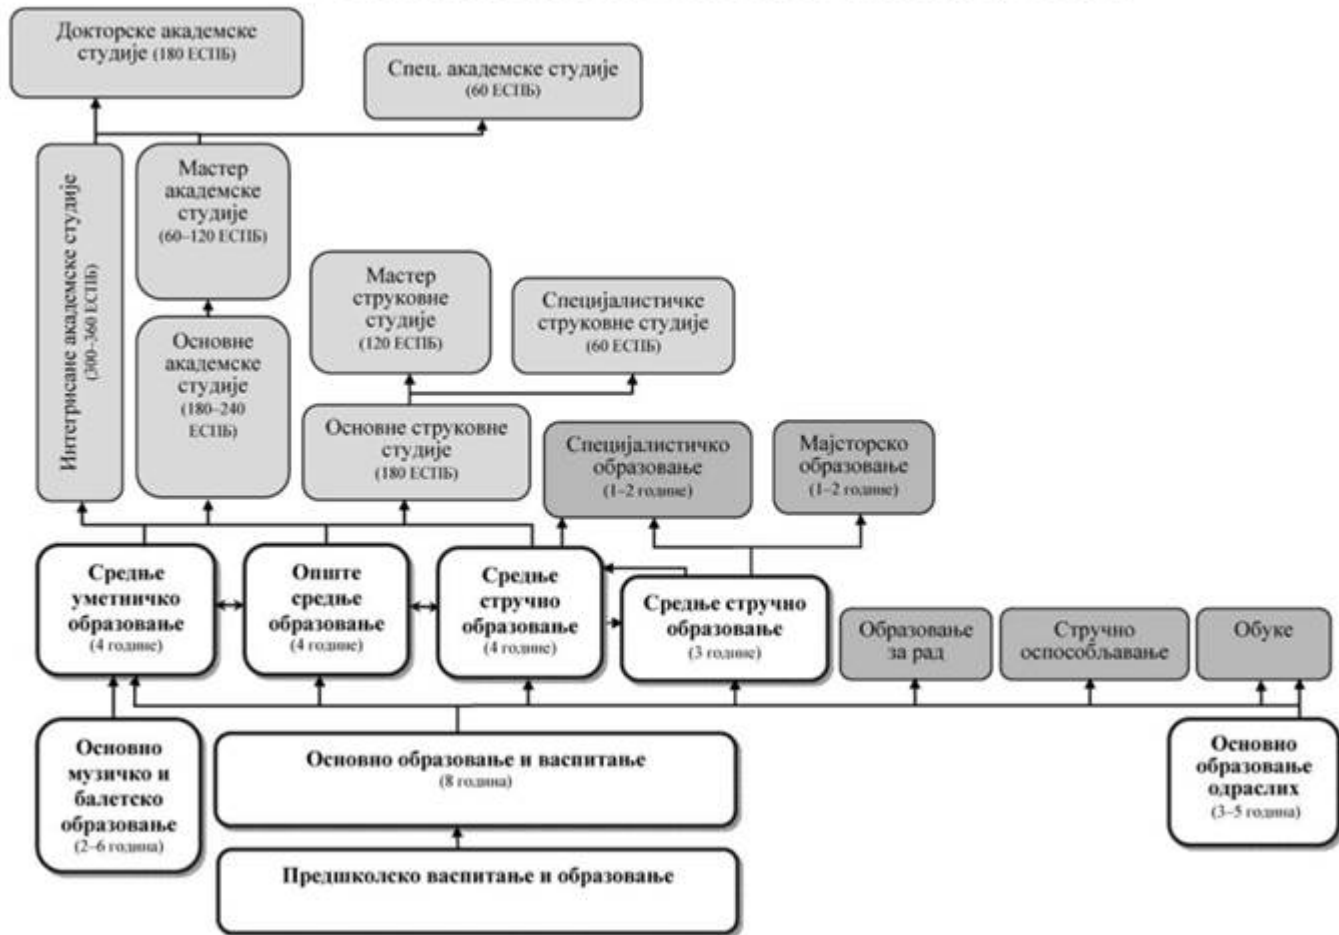 Докторске академске
студије (180 ЕСПБ)
Спец. академске студије
(60 ЕСПБ)
Интегрисане академске студије
(300–360 ЕСПБ)
Мастер
академске
студије
(60–120 ЕСПБ)
Мастер
струковне
студије
(120 ЕСПБ)
Специјалистичке
струковне студије
(60 ЕСПБ)
Основне
академске
студије
(180–240
ЕСПБ)
Основне струковне
студије
(180 ЕСПБ)
Специјалистичко
образовање
(1–2 године)
Мајсторско
образовање
(1–2 године)
Средње
уметничко
образовање
(4 године)
Опште
средње
образовање
(4 године)
Средње
стручно
образовање
(4 године)
Средње стручно
образовање
(3 године)
Образовање
за рад
Стручно
оспособљавање
Обуке
Основно
музичко и
балетско
образовање
(2–6 година)
Основно образовање и васпитање
(8 година)
Основно
образовање
одраслих
(3–5 година)
Предшколско васпитање и образовање